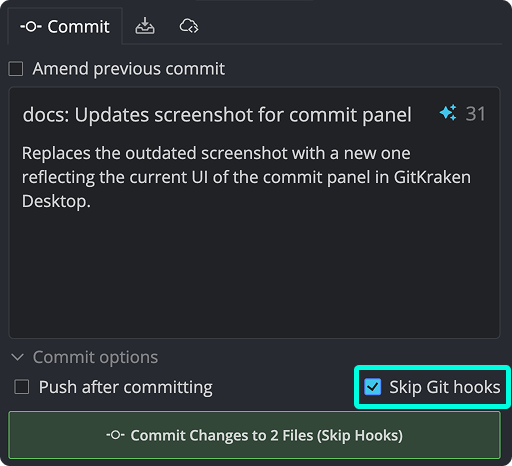 Commit
Amend previous commit
docs: Updates screenshot for commit panel 31
Replaces the outdated screenshot with a new one
reflecting the current UI of the commit panel in GitKraken
Desktop.
Commit options
Push after committing Skip Git hooks
Commit Changes to 2 Files (Skip Hooks)